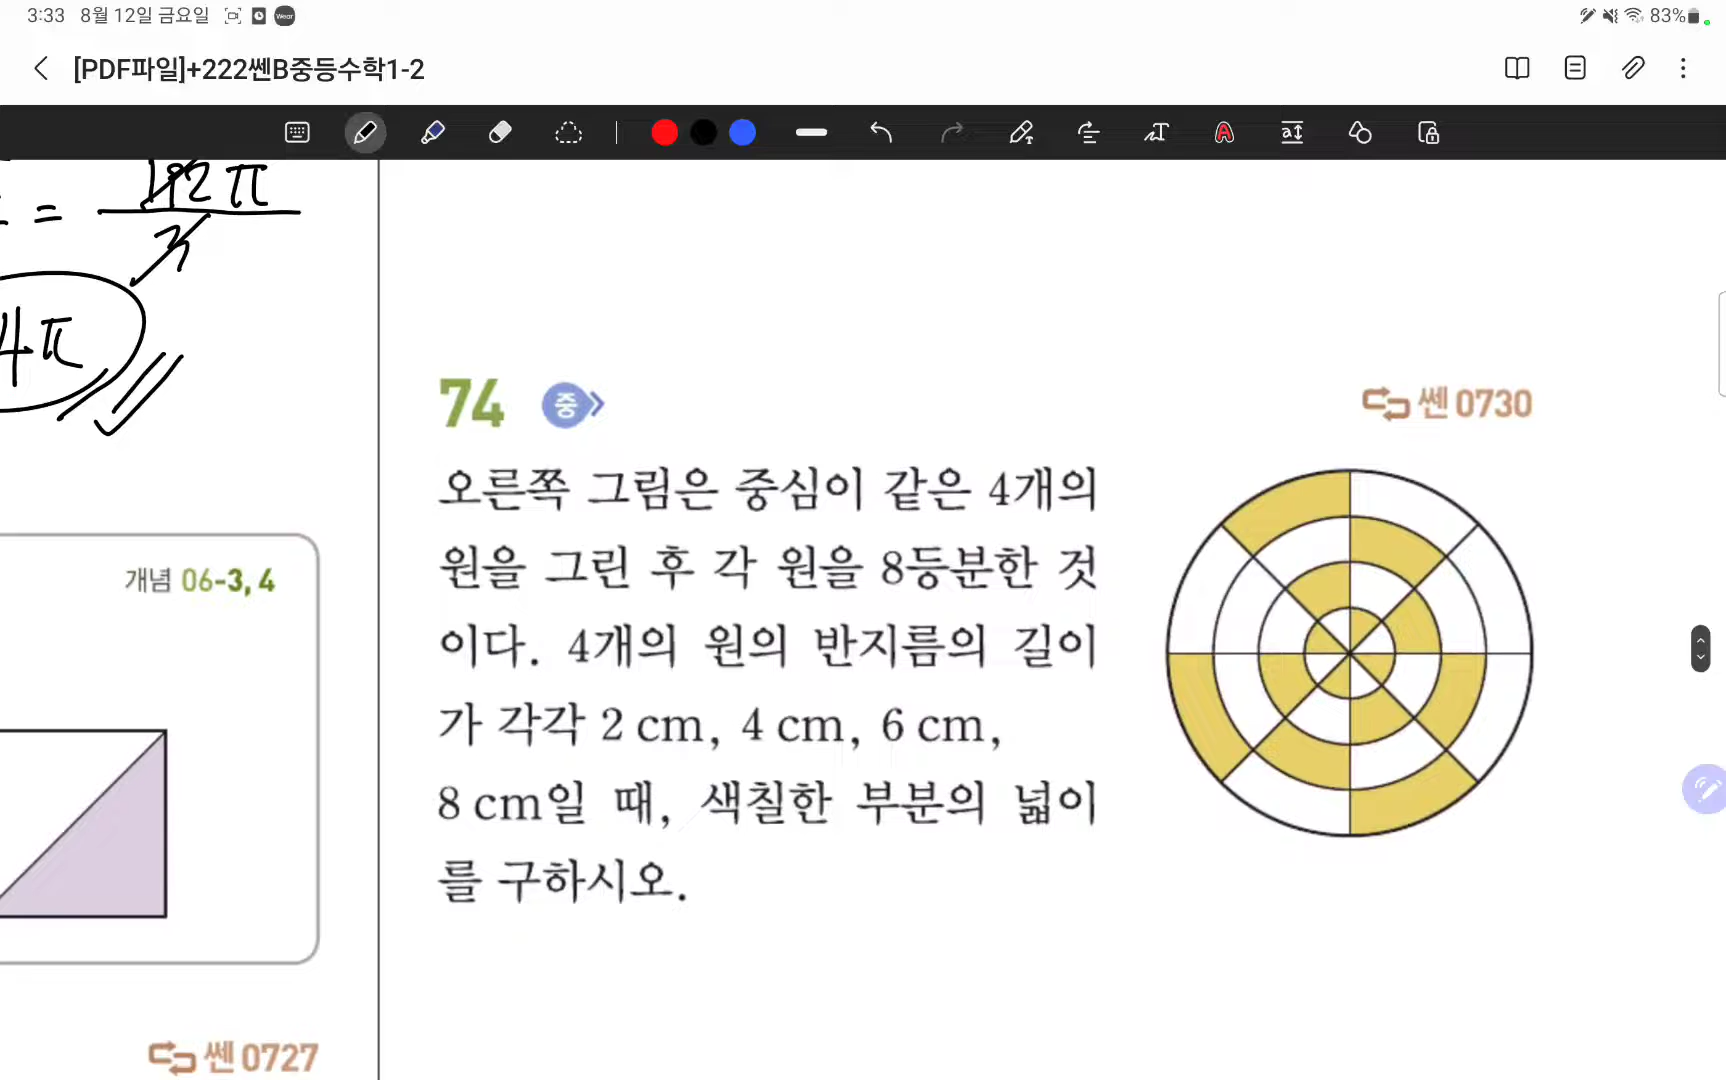 3:33 8월 12일 금요일
Wear
83%
[PDF파일]+222쎈B중등수학1-2
= 12π
3
4π
개념 06-3, 4
쎈 0727
74 중
쎈 0730
오른쪽 그림은 중심이 같은 4개의
원을 그린 후 각 원을 8등분한 것
이다. 4개의 원의 반지름의 길이
가 각각 2 cm, 4 cm, 6 cm,
8 cm일 때, 색칠한 부분의 넓이
를 구하시오.